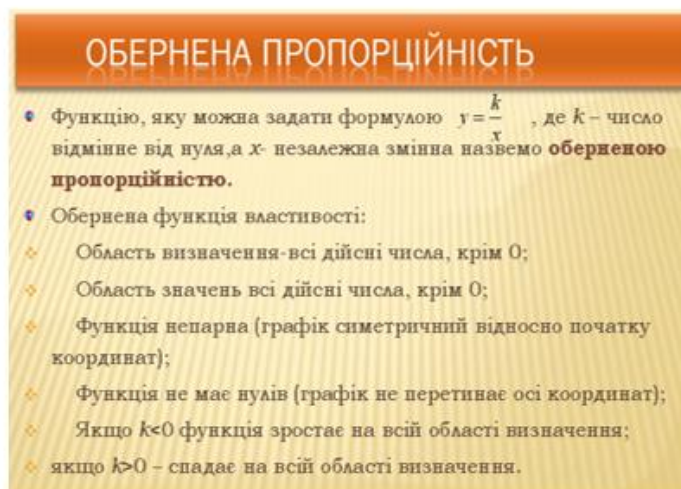 ОБЕРНЕНА ПРОПОРЦІЙНІСТЬ
Функцію, яку можна задати формулою y = k/x , де k – число
відмінне від нуля,а x- незалежна змінна назвемо оберненою
пропорційністю.
Обернена функція властивості:
Область визначення-всі дійсні числа, крім 0;
Область значень всі дійсні числа, крім 0;
Функція непарна (графік симетричний відносно початку
координат);
Функція не має нулів (графік не перетинає осі координат);
Якщо k<0 функція зростає на всій області визначення;
якщо k>0 – спадає на всій області визначення.